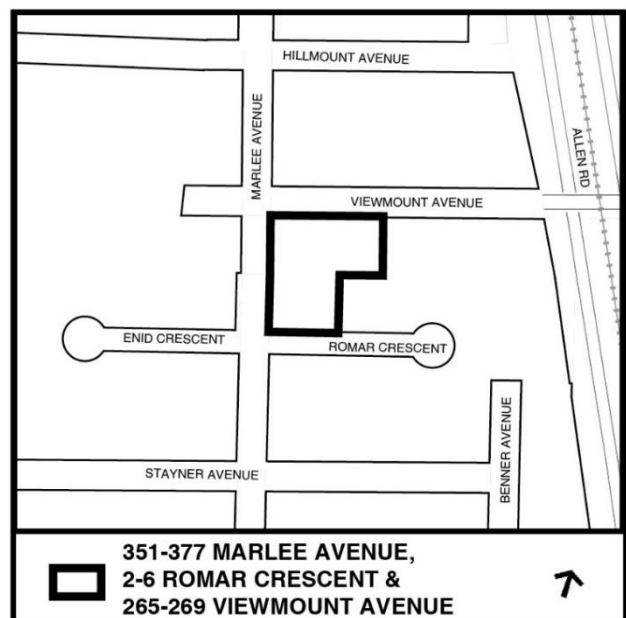 HILLMOUNT AVENUE
MARLEE AVENUE
ALLEN RD
VIEWMOUNT AVENUE
ENID CRESCENT
ROMAR CRESCENT
BENNER AVENUE
STAYNER AVENUE
351-377 MARLEE AVENUE,
2-6 ROMAR CRESCENT &
265-269 VIEWMOUNT AVENUE